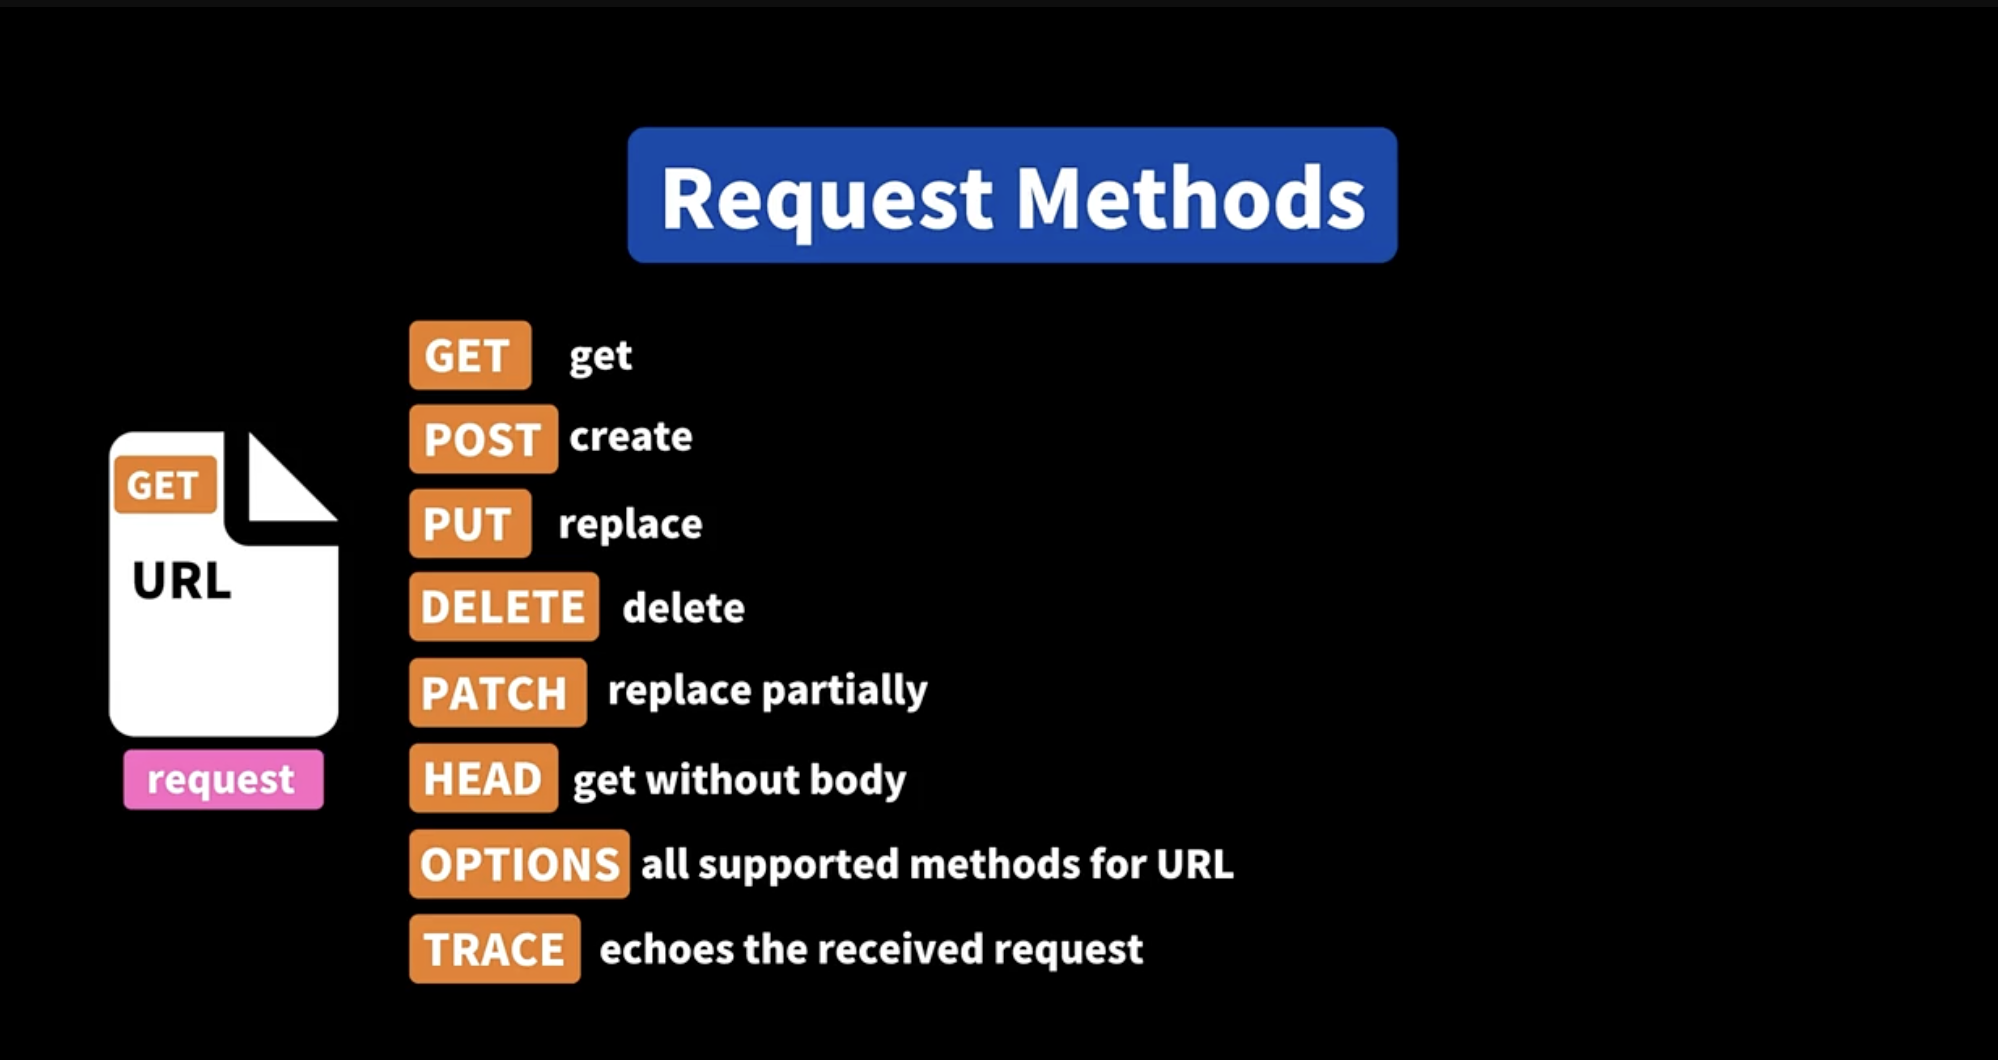 Request Methods
GET
URL
request
GET get
POST create
PUT replace
DELETE delete
PATCH replace partially
HEAD get without body
OPTIONS all supported methods for URL
TRACE echoes the received request